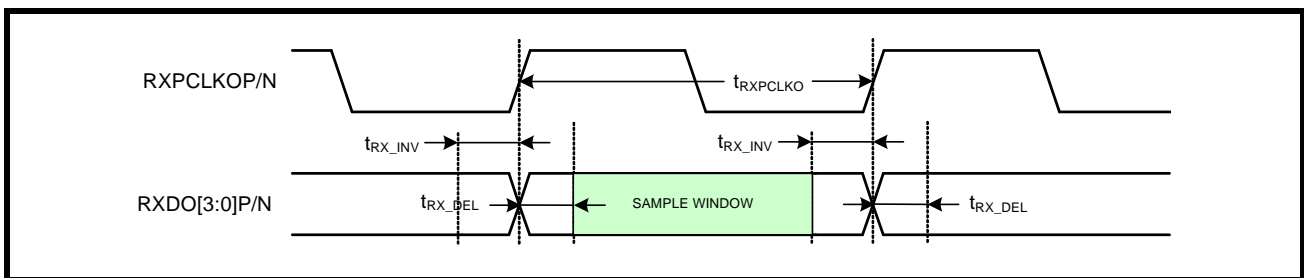 RXPCLKOP/N
tRXPCLKO
tRX_INV
tRX_INV
RXDO[3:0]P/N
tRX_DEL
SAMPLE WINDOW
tRX_DEL